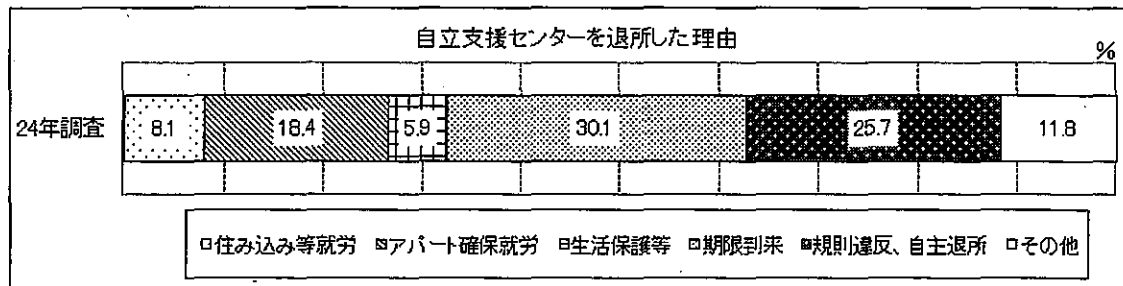 自立支援センターを退所した理由
%
24年調査
8.1 18.4 5.9 30.1 25.7 11.8
住み込み等就労 アパート確保就労 生活保護等 期限到来 規則違反、自主退所 その他